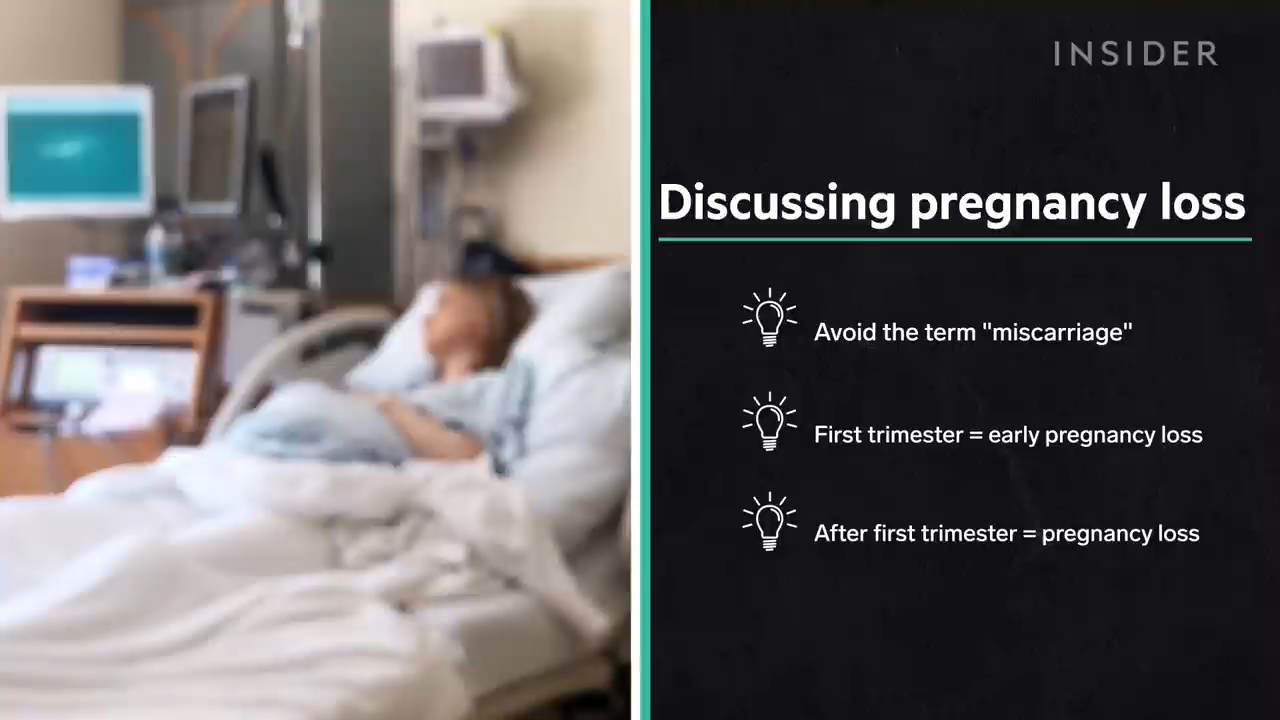 INSIDER
Discussing pregnancy loss
Avoid the term "miscarriage"
First trimester = early pregnancy loss
After first trimester = pregnancy loss